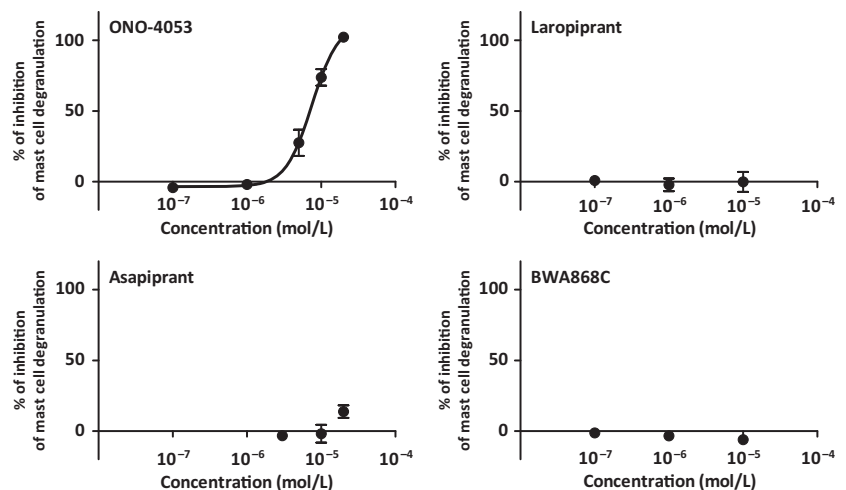 ONO-4053
% of inhibition
of mast cell degranulation
100
50
0
10⁻⁷ 10⁻⁶ 10⁻⁵ 10⁻⁴
Concentration (mol/L)
Laropiprant
% of inhibition
of mast cell degranulation
100
50
0
10⁻⁷ 10⁻⁶ 10⁻⁵ 10⁻⁴
Concentration (mol/L)
Asapiprant
% of inhibition
of mast cell degranulation
100
50
0
10⁻⁷ 10⁻⁶ 10⁻⁵ 10⁻⁴
Concentration (mol/L)
BWA868C
% of inhibition
of mast cell degranulation
100
50
0
10⁻⁷ 10⁻⁶ 10⁻⁵ 10⁻⁴
Concentration (mol/L)